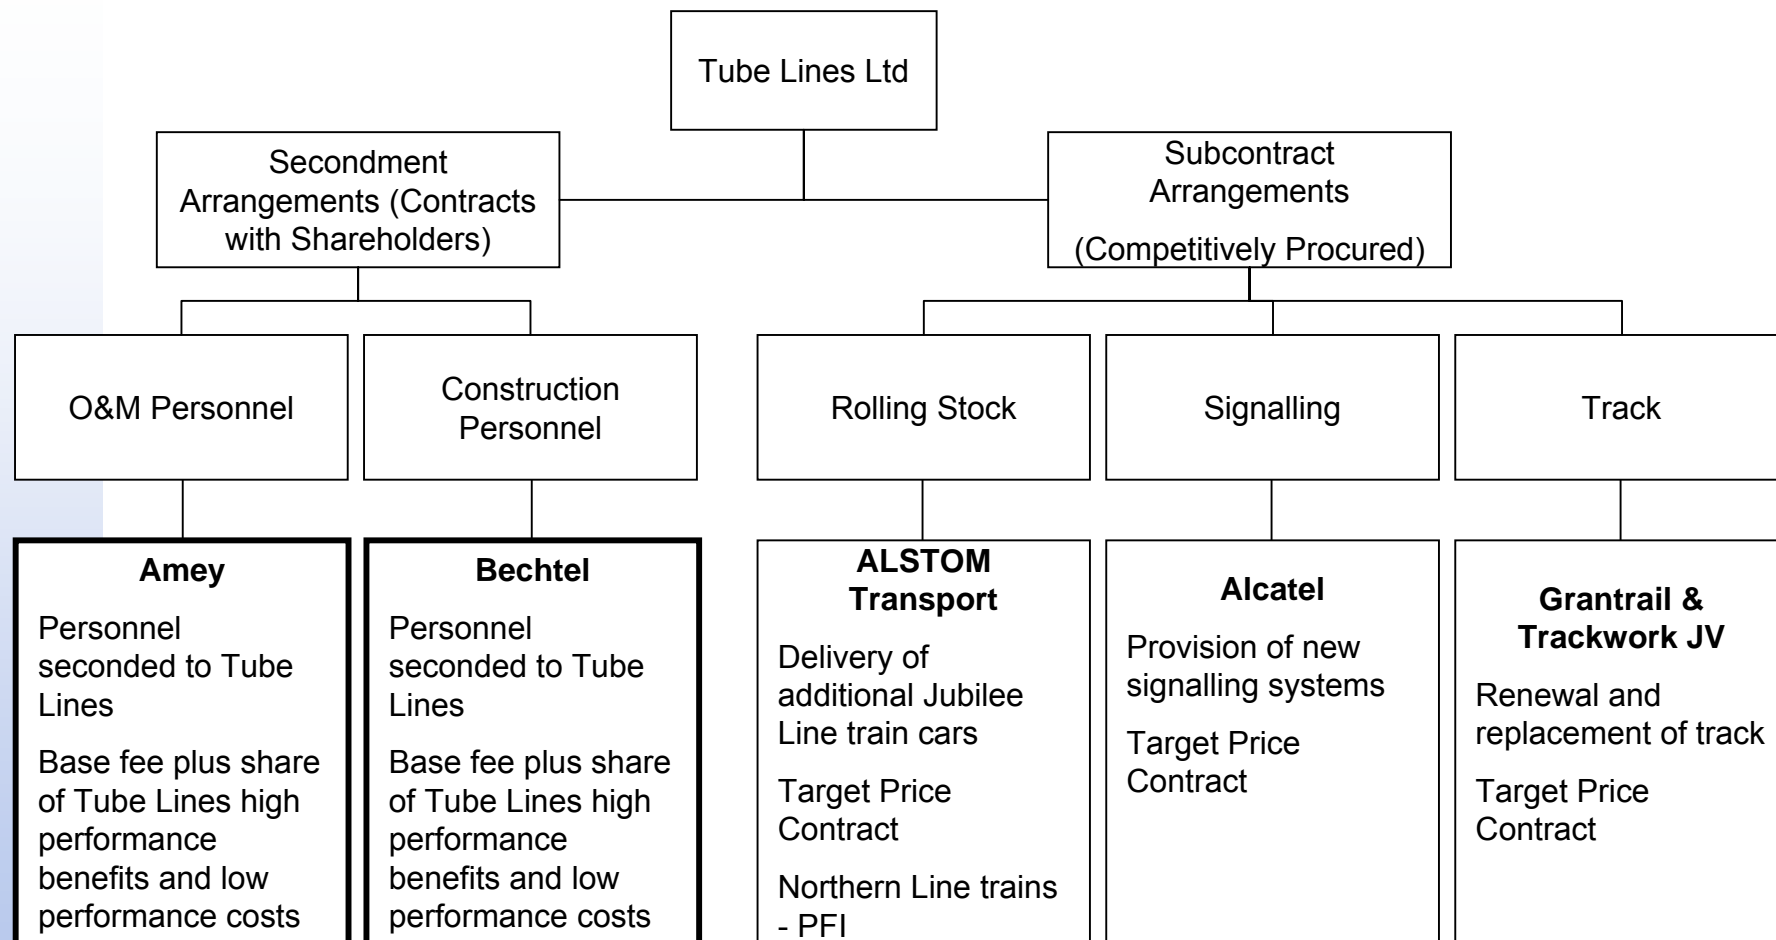 Tube Lines Ltd
Secondment
Arrangements (Contracts
with Shareholders)
Subcontract
Arrangements
(Competitively Procured)
O&M Personnel
Construction
Personnel
Rolling Stock
Signalling
Track
Amey
Personnel
seconded to Tube
Lines
Base fee plus share
of Tube Lines high
performance
benefits and low
performance costs
Bechtel
Personnel
seconded to Tube
Lines
Base fee plus share
of Tube Lines high
performance
benefits and low
performance costs
ALSTOM
Transport
Delivery of
additional Jubilee
Line train cars
Target Price
Contract
Northern Line trains
- PFI
Alcatel
Provision of new
signalling systems
Target Price
Contract
Grantrail &
Trackwork JV
Renewal and
replacement of track
Target Price
Contract